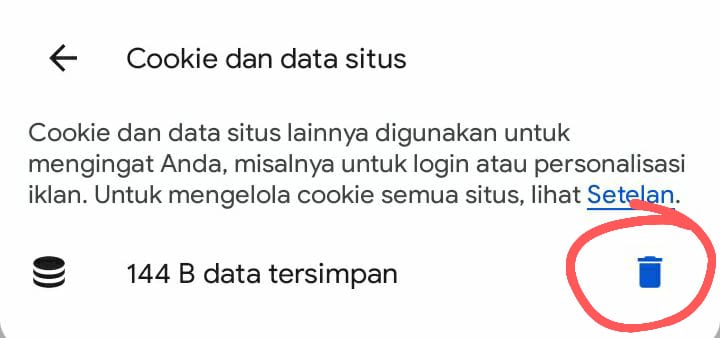 Cookie dan data situs
Cookie dan data situs lainnya digunakan untuk
mengingat Anda, misalnya untuk login atau personalisasi
iklan. Untuk mengelola cookie semua situs, lihat Setelan.
144 B data tersimpan